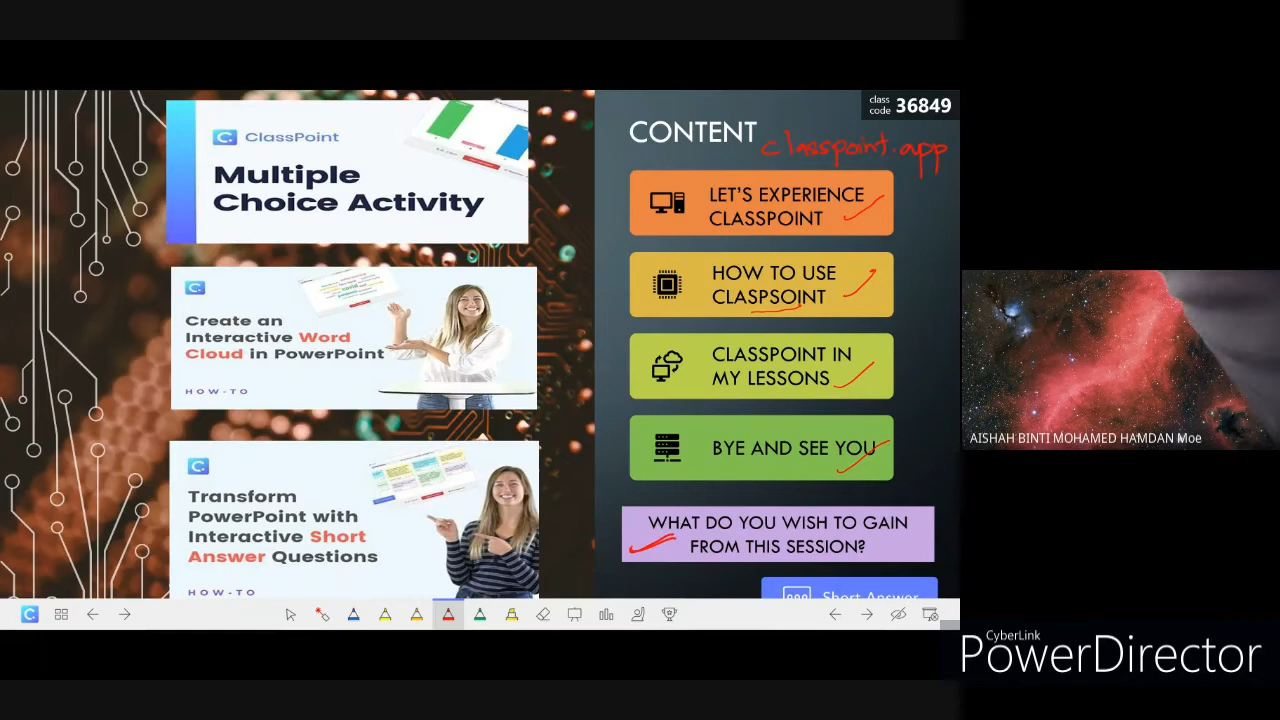 ClassPoint
Multiple
Choice Activity
Create an
Interactive Word
Cloud in PowerPoint
HOW-TO
Transform
PowerPoint with
Interactive Short
Answer Questions
HOW-TO
class
code 36849
CONTENT
classpoint.app
LET'S EXPERIENCE
CLASSPOINT
HOW TO USE
CLASPSOINT
CLASSPOINT IN
MY LESSONS
BYE AND SEE YOU
WHAT DO YOU WISH TO GAIN
FROM THIS SESSION?
Short Answer
AISHAH BINTI MOHAMED HAMDAN Moe
CyberLink
PowerDirector